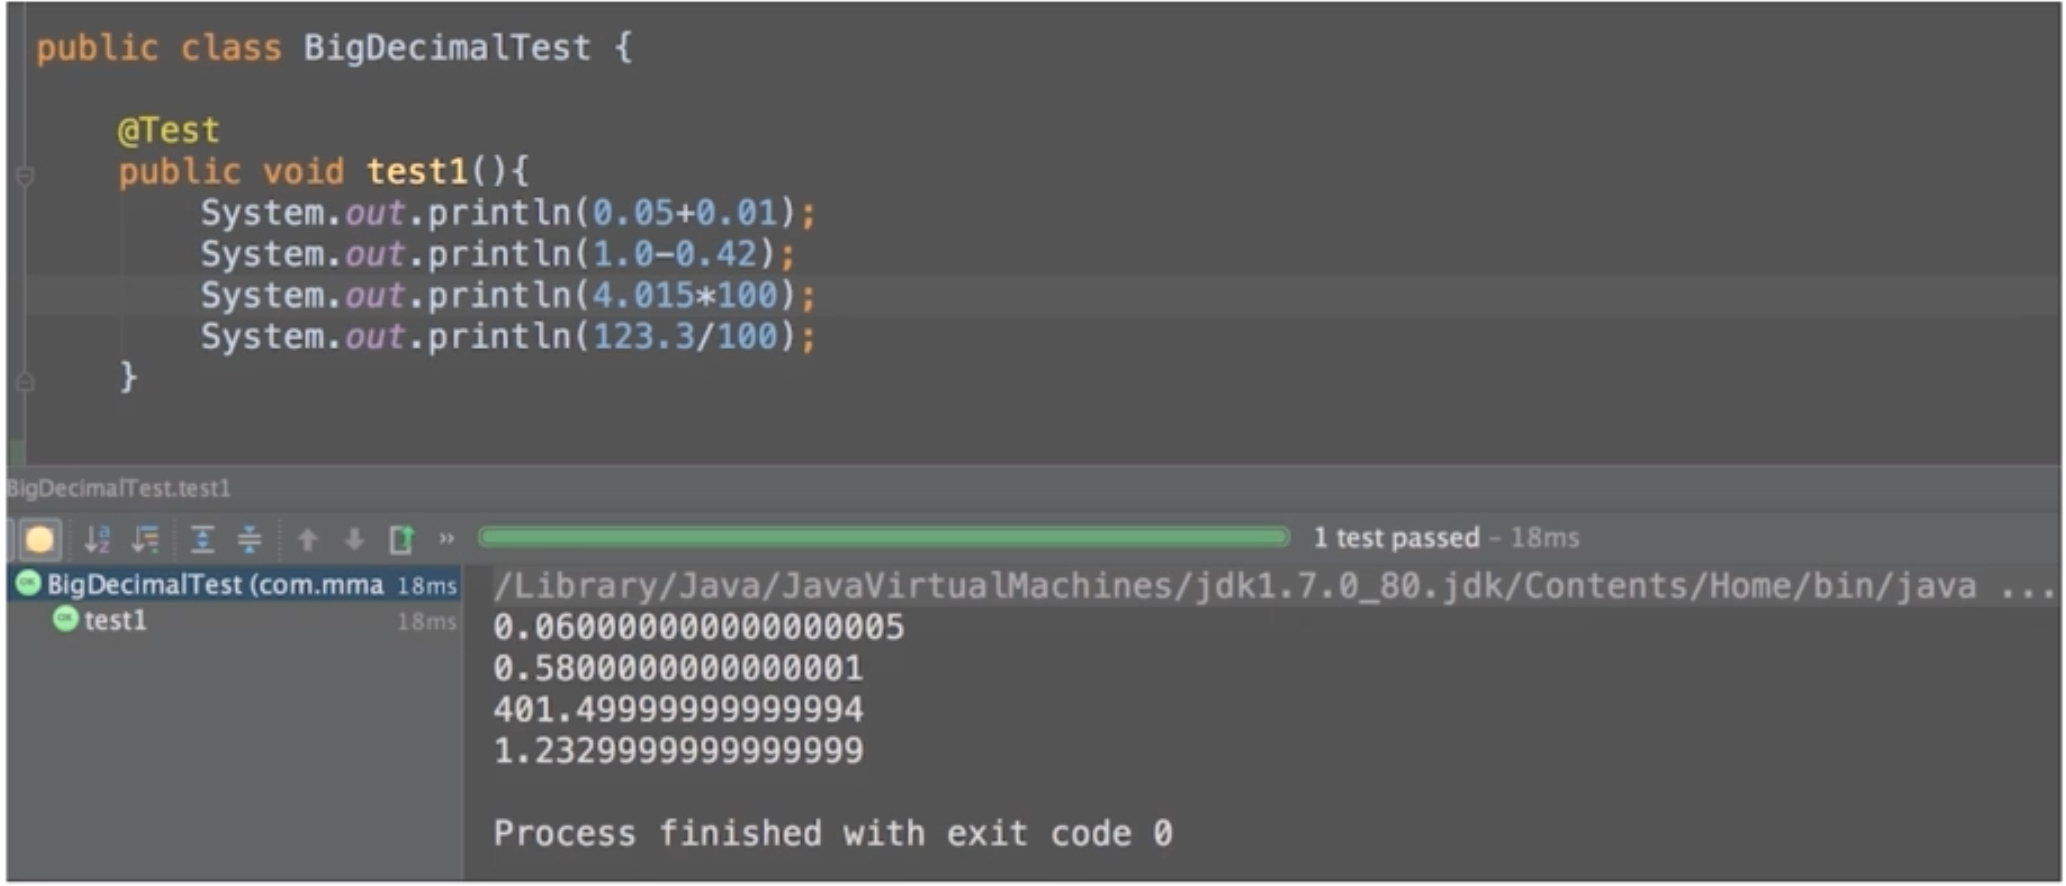 public class BigDecimalTest {
@Test
public void test1(){
System.out.println(0.05+0.01);
System.out.println(1.0-0.42);
System.out.println(4.015*100);
System.out.println(123.3/100);
}
BigDecimalTest.test1
1 test passed – 18ms
BigDecimalTest (com.mma 18ms
test1 18ms
/Library/Java/JavaVirtualMachines/jdk1.7.0_80.jdk/Contents/Home/bin/java ...
0.060000000000000005
0.5800000000000001
401.49999999999994
1.2329999999999999
Process finished with exit code 0